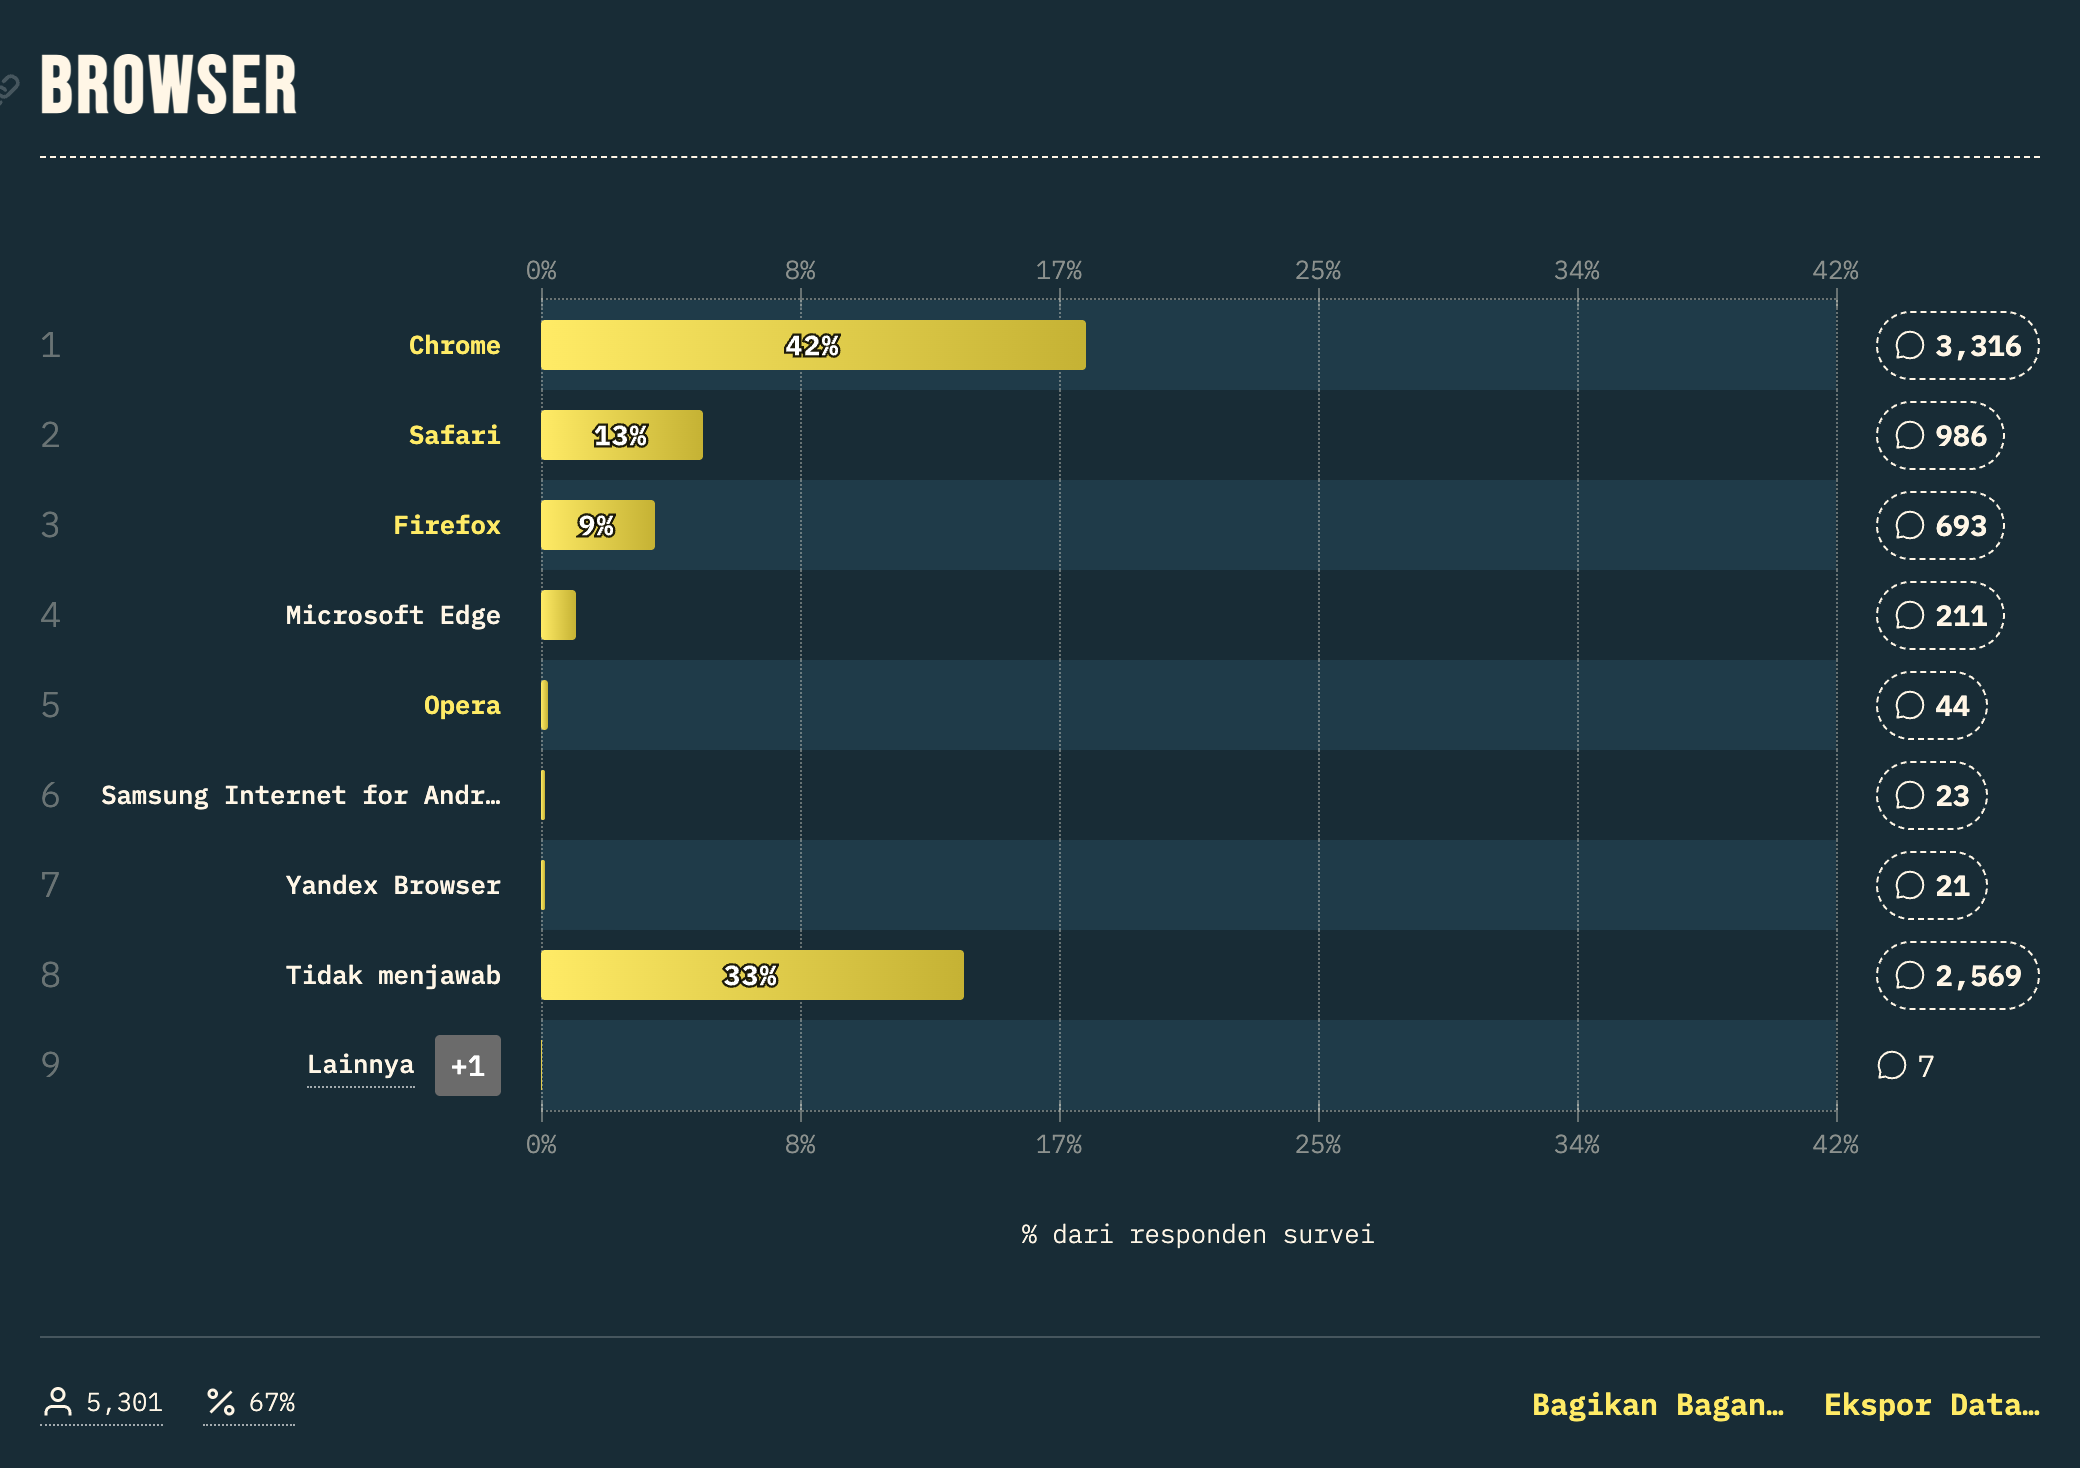 BROWSER
0% 8% 17% 25% 34% 42%
1 Chrome 42% 3,316
2 Safari 13% 986
3 Firefox 9% 693
4 Microsoft Edge 211
5 Opera 44
6 Samsung Internet for Andr… 23
7 Yandex Browser 21
8 Tidak menjawab 33% 2,569
9 Lainnya +1 7
0% 8% 17% 25% 34% 42%
% dari responden survei
5,301 67% Bagikan Bagan… Ekspor Data…